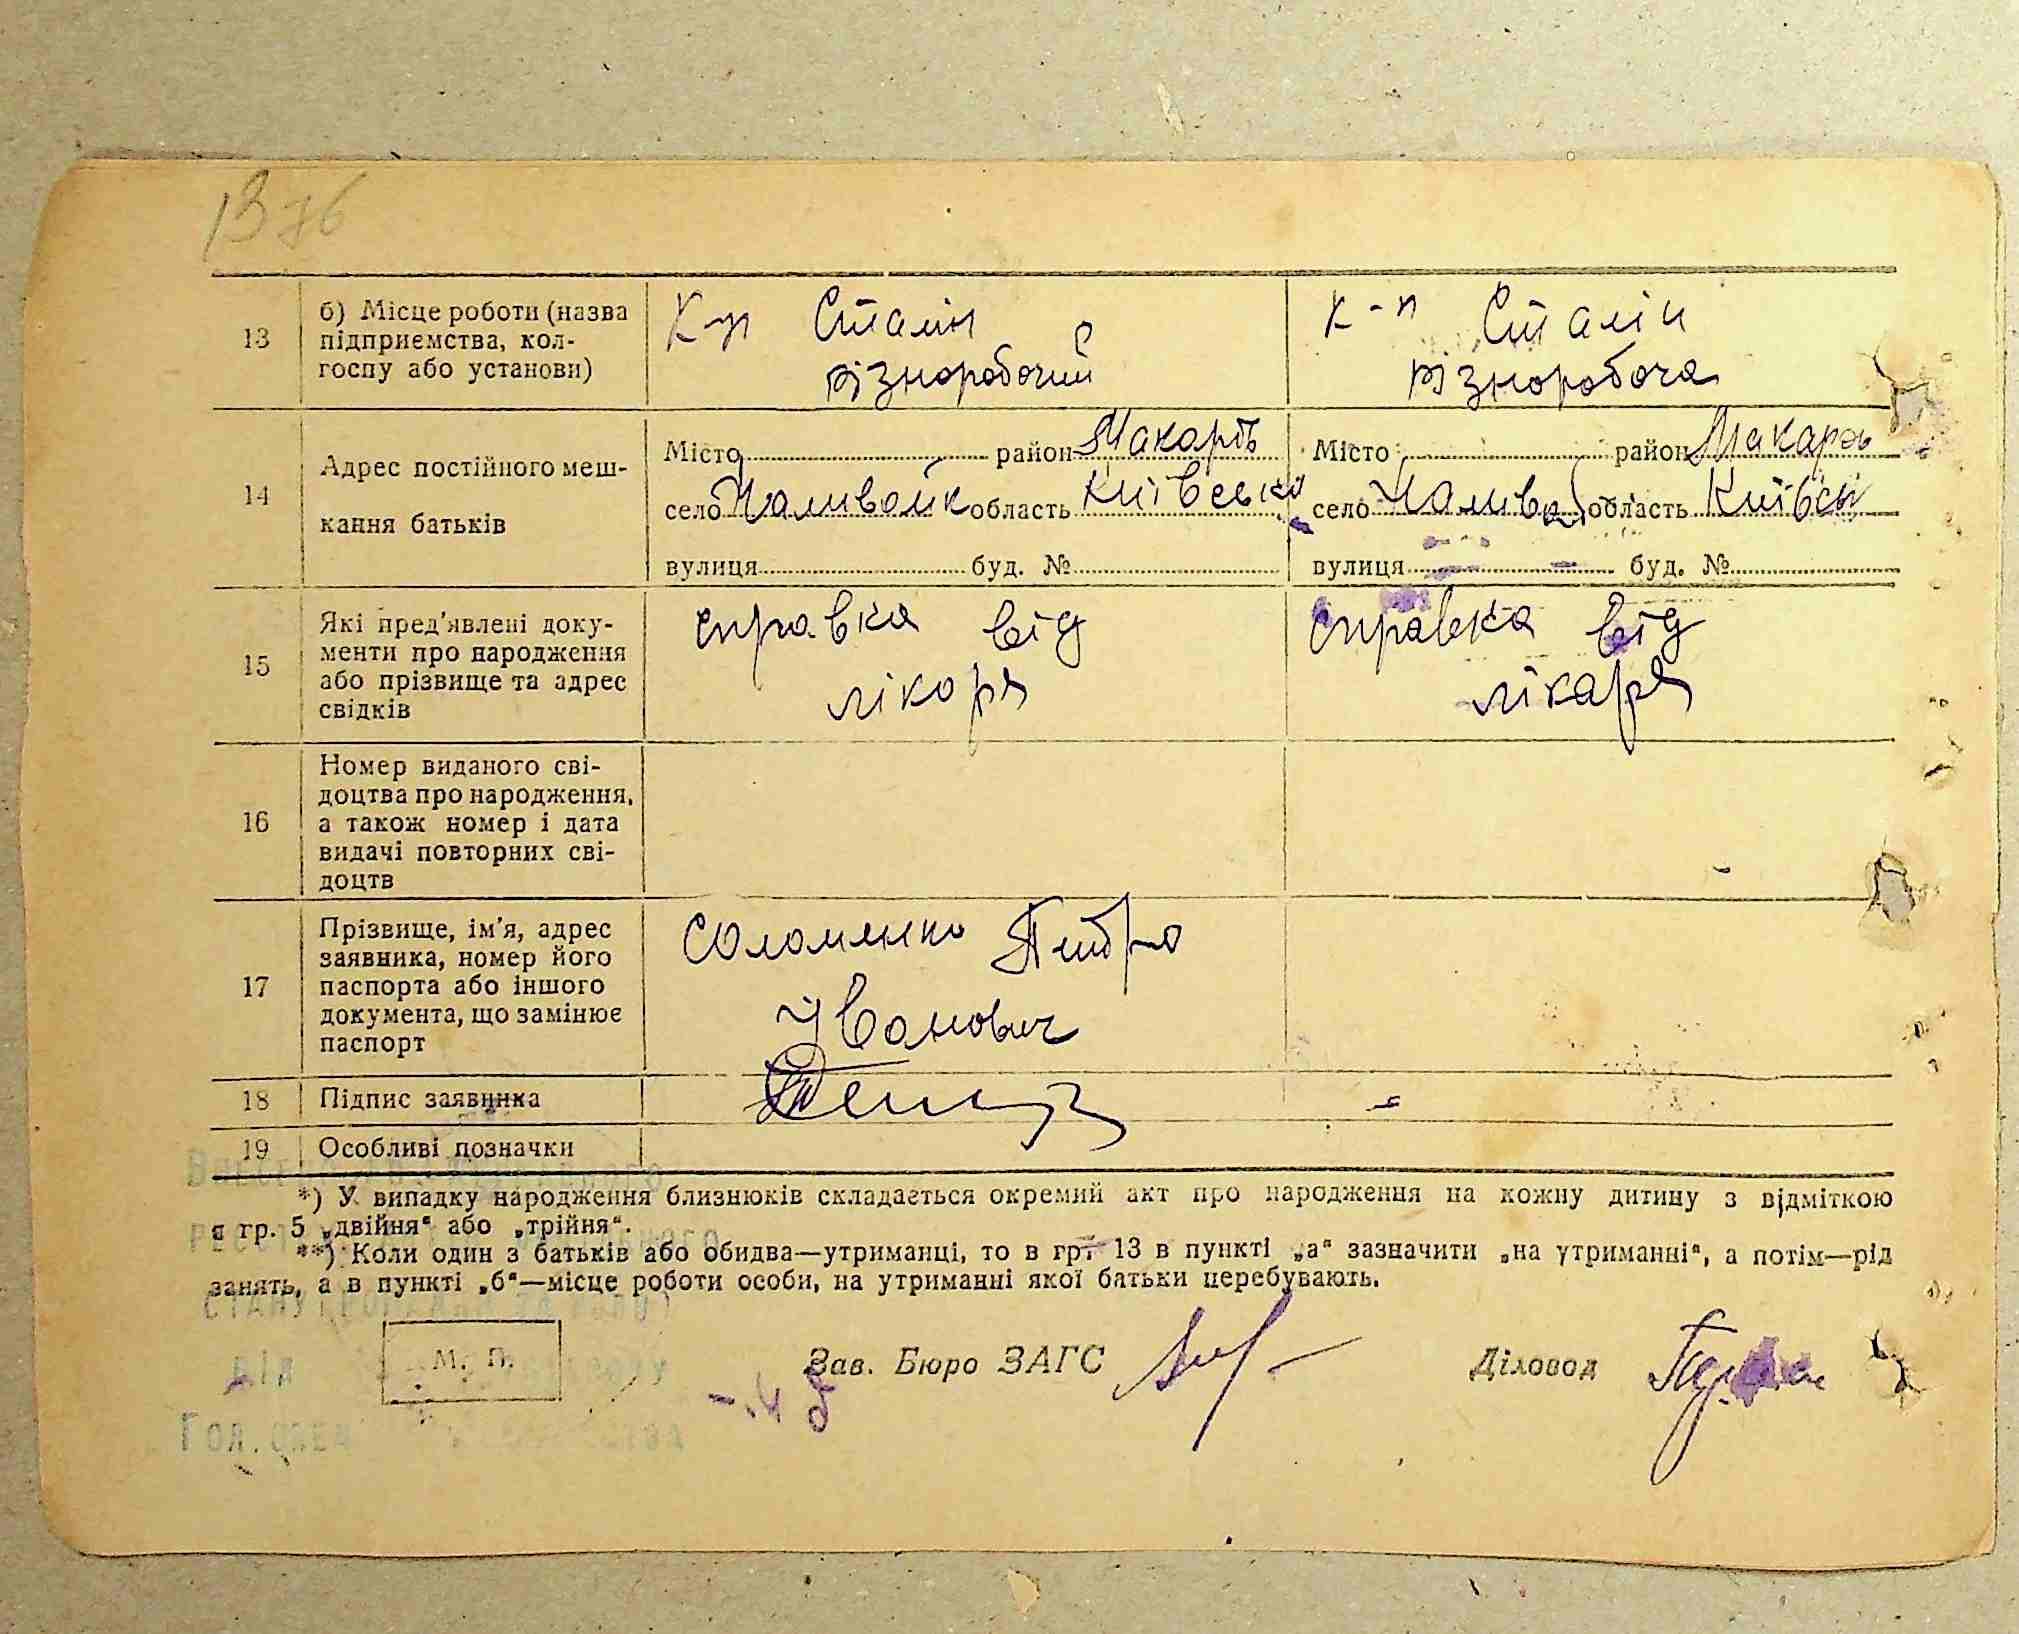 1376
13
б) Місце роботи (назва
підприємства, кол-
госпу або установи)
К-п Сталін
різноробочий
к-п Сталін
різноробоча
14
Адрес постійного меш-
кання батьків
Місто район Макарів
село Наливайк область Київська
вулиця буд. №
Місто район Макарів
село Налива область Київсь
вулиця буд. №
15
Які пред'явлені доку-
менти про народження
або прізвище та адрес
свідків
справка від
лікаря
справка від
лікаря
16
Номер виданого сві-
доцтва про народження,
а також номер і дата
видачі повторних сві-
доцтв
17
Прізвище, ім'я, адрес
заявника, номер його
паспорта або іншого
документа, що замінює
паспорт
Соломенко Петро
Іванович
18
Підпис заявника
19
Особливі позначки
*) У випадку народження близнюків складається окремий акт про народження на кожну дитину з відміткою
в гр. 5 „двійня“ або „трійня“.
**) Коли один з батьків або обидва—утриманці, то в гр. 13 в пункті „а“ зазначити „на утриманні“, а потім—рід
занять, а в пункті „б“—місце роботи особи, на утриманні якої батьки перебувають.
М. П.
Зав. Бюро ЗАГС
Діловод